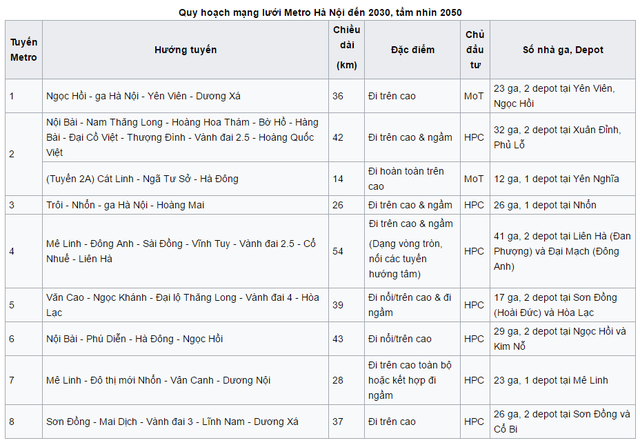 Quy hoạch mạng lưới Metro Hà Nội đến 2030, tầm nhìn 2050
Tuyến Metro
Hướng tuyến
Chiều dài (km)
Đặc điểm
Chủ đầu tư
Số nhà ga, Depot
1
Ngọc Hồi - ga Hà Nội - Yên Viên - Dương Xá
36
Đi trên cao
MoT
23 ga, 2 depot tại Yên Viên,
Ngọc Hồi
2
Nội Bài - Nam Thăng Long - Hoàng Hoa Thám - Bờ Hồ - Hàng
Bài - Đại Cồ Việt - Thượng Đình - Vành đai 2.5 - Hoàng Quốc
Việt
42
Đi trên cao & ngầm
HPC
32 ga, 2 depot tại Xuân Đỉnh,
Phủ Lỗ
(Tuyến 2A) Cát Linh - Ngã Tư Sở - Hà Đông
14
Đi hoàn toàn trên
cao
MoT
12 ga, 1 depot tại Yên Nghĩa
3
Trôi - Nhổn - ga Hà Nội - Hoàng Mai
26
Đi trên cao & ngầm
HPC
26 ga, 1 depot tại Nhổn
4
Mê Linh - Đông Anh - Sài Đồng - Vĩnh Tuy - Vành đai 2.5 - Cổ
Nhuế - Liên Hà
54
Đi trên cao & ngầm
(Dạng vòng tròn,
nối các tuyến
hướng tâm)
HPC
41 ga, 2 depot tại Liên Hà (Đan
Phượng) và Đại Mạch (Đông
Anh)
5
Văn Cao - Ngọc Khánh - Đại lộ Thăng Long - Vành đai 4 - Hòa
Lạc
39
Đi nổi/trên cao & đi
ngầm
HPC
17 ga, 2 depot tại Sơn Đồng
(Hoài Đức) và Hòa Lạc
6
Nội Bài - Phú Diễn - Hà Đông - Ngọc Hồi
43
Đi nổi/trên cao
HPC
29 ga, 2 depot tại Ngọc Hồi và
Kim Nỗ
7
Mê Linh - Đô thị mới Nhổn - Vân Canh - Dương Nội
28
Đi trên cao toàn bộ
hoặc kết hợp đi
ngầm
HPC
23 ga, 1 depot tại Mê Linh
8
Sơn Đồng - Mai Dịch - Vành đai 3 - Lĩnh Nam - Dương Xá
37
Đi trên cao
HPC
26 ga, 2 depot tại Sơn Đồng và
Cổ Bi